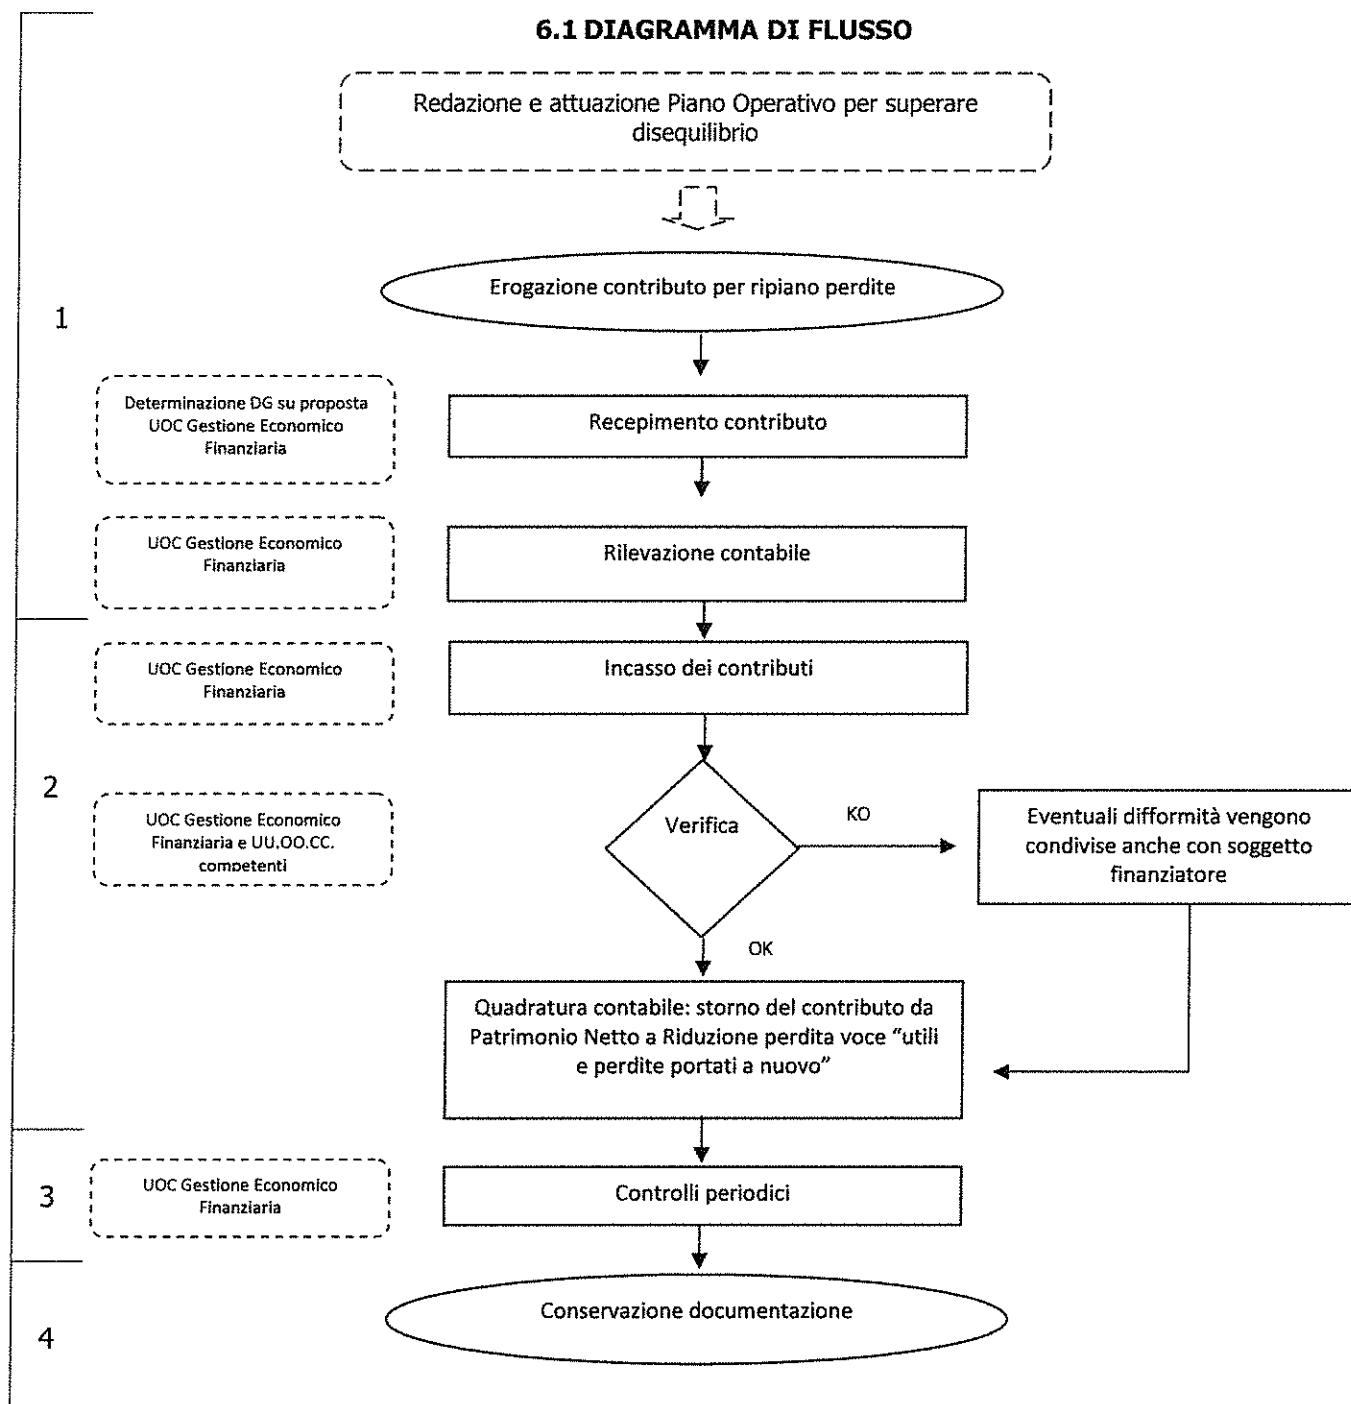 6.1 DIAGRAMMA DI FLUSSO
Redazione e attuazione Piano Operativo per superare
disequilibrio
Erogazione contributo per ripiano perdite
1
Determinazione DG su proposta
UOC Gestione Economico
Finanziaria
Recepimento contributo
UOC Gestione Economico
Finanziaria
Rilevazione contabile
UOC Gestione Economico
Finanziaria
Incasso dei contributi
2
UOC Gestione Economico
Finanziaria e UU.OO.CC.
competenti
Verifica
KO
Eventuali difformità vengono
condivise anche con soggetto
finanziatore
OK
Quadratura contabile: storno del contributo da
Patrimonio Netto a Riduzione perdita voce “utili
e perdite portati a nuovo”
3
UOC Gestione Economico
Finanziaria
Controlli periodici
4
Conservazione documentazione